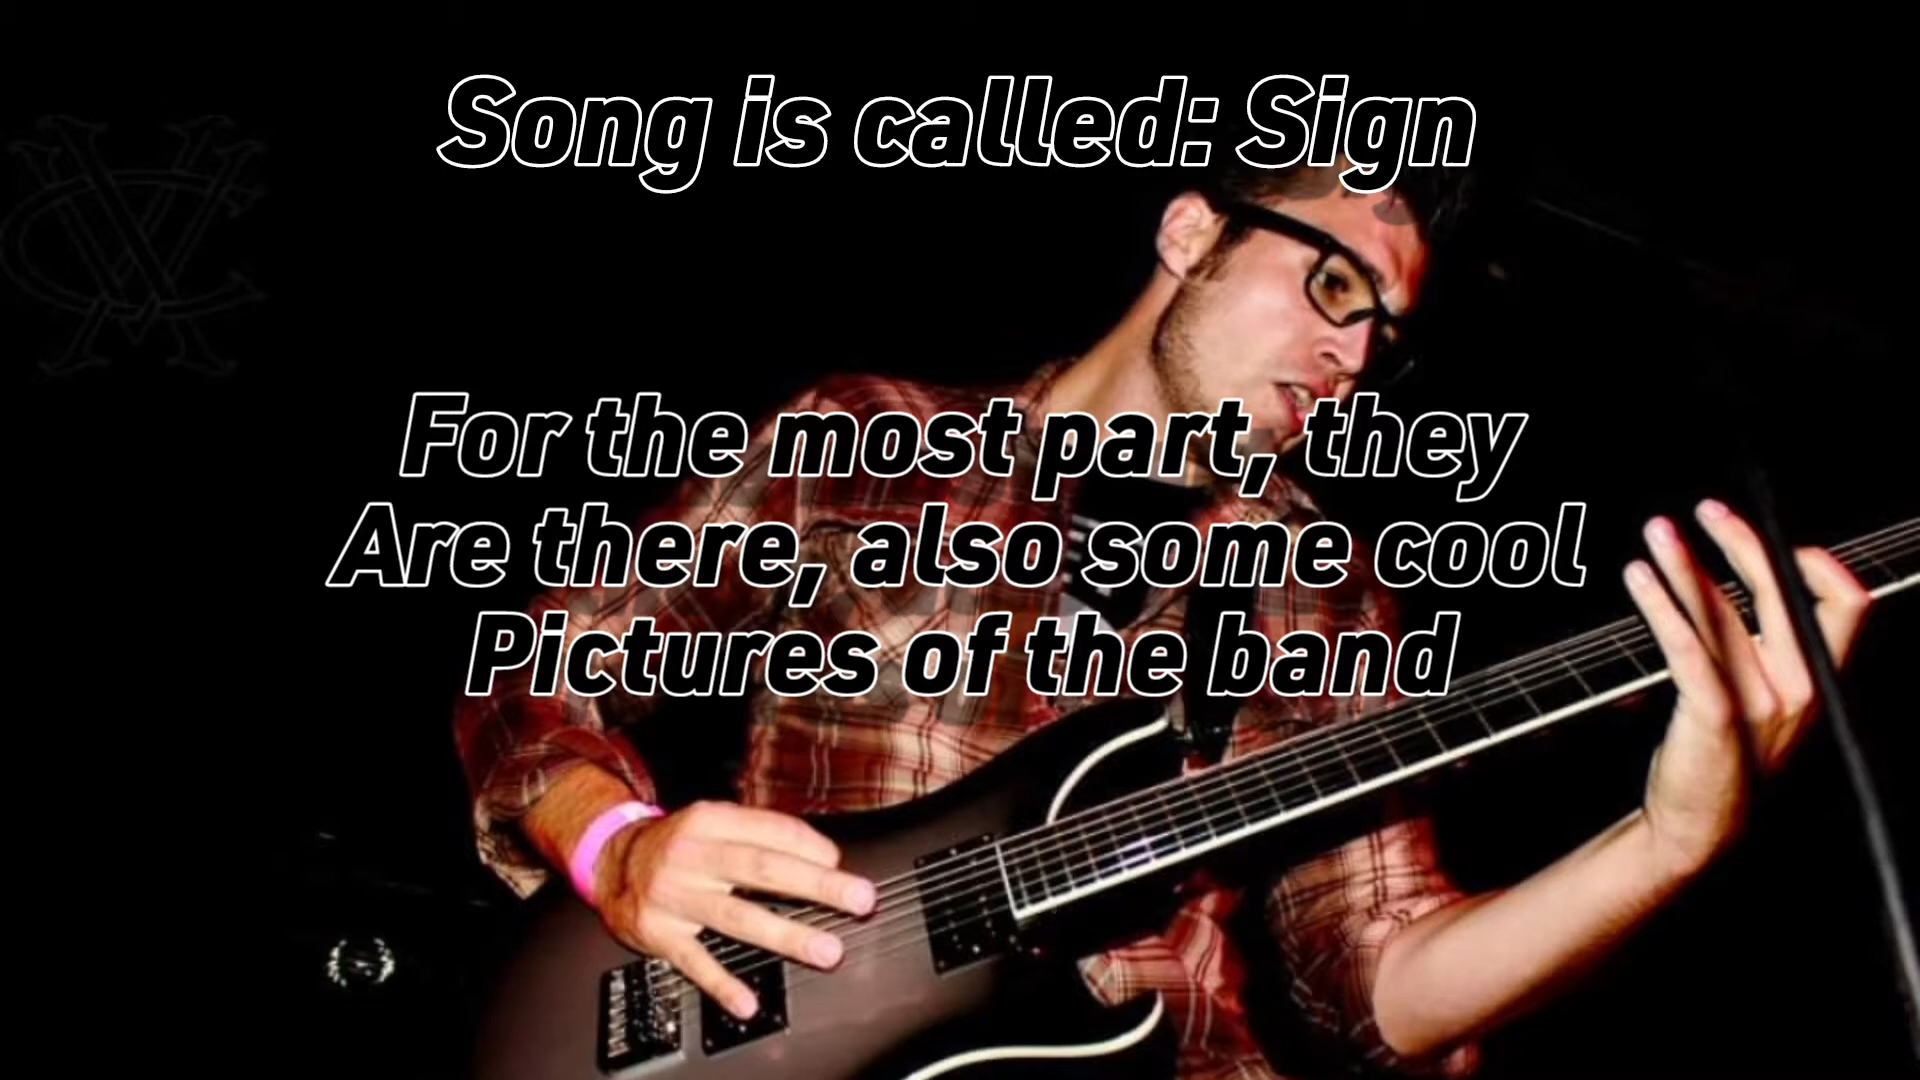 Song is called: Sign
For the most part, they
Are there, also some cool
Pictures of the band